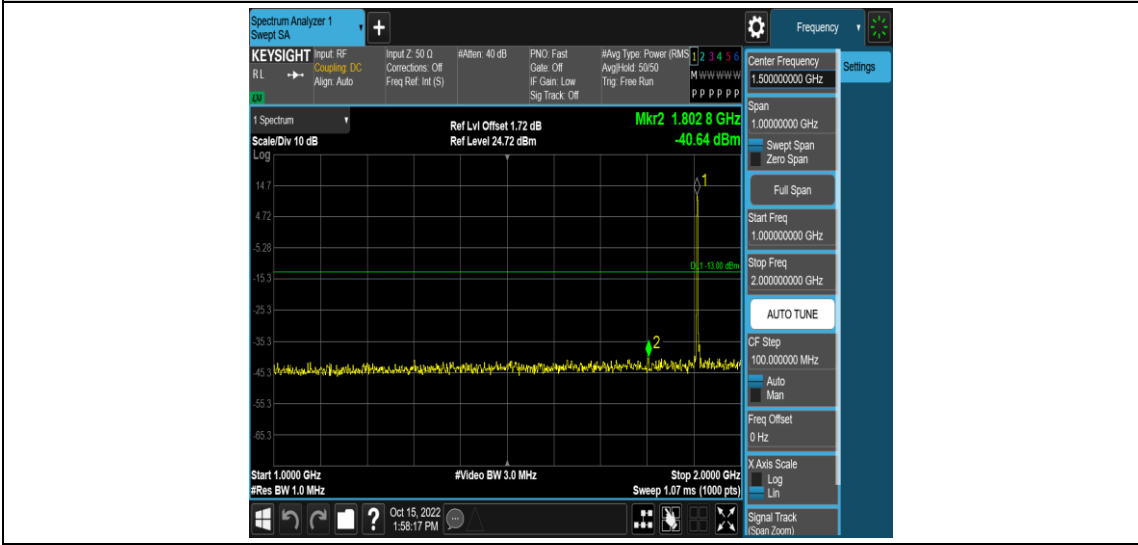 Spectrum Analyzer 1
Swept SA
+
Frequency
KEYSIGHT
RL
LM
Input: RF
Coupling: DC
Align: Auto
Input Z: 50 Ω
Corrections: Off
Freq Ref: Int (S)
#Atten: 40 dB
PNO: Fast
Gate: Off
IF Gain: Low
Sig Track: Off
#Avg Type: Power (RMS
Avg|Hold: 50/50
Trig: Free Run
1 2 3 4 5 6
M W W W W W
P P P P P P
Center Frequency
1.500000000 GHz
Settings
Span
1.00000000 GHz
Swept Span
Zero Span
Full Span
Start Freq
1.000000000 GHz
Stop Freq
2.000000000 GHz
AUTO TUNE
CF Step
100.000000 MHz
Auto
Man
Freq Offset
0 Hz
X Axis Scale
Log
Lin
Signal Track
(Span Zoom)
1 Spectrum
Scale/Div 10 dB
Log
Ref Lvl Offset 1.72 dB
Ref Level 24.72 dBm
Mkr2 1.802 8 GHz
-40.64 dBm
14.7
4.72
-5.28
-15.3
-25.3
-35.3
-45.3
-55.3
-65.3
1
DL1 -13.00 dBm
2
Start 1.0000 GHz
#Res BW 1.0 MHz
#Video BW 3.0 MHz
Stop 2.0000 GHz
Sweep 1.07 ms (1000 pts)
?
Oct 15, 2022
1:58:17 PM